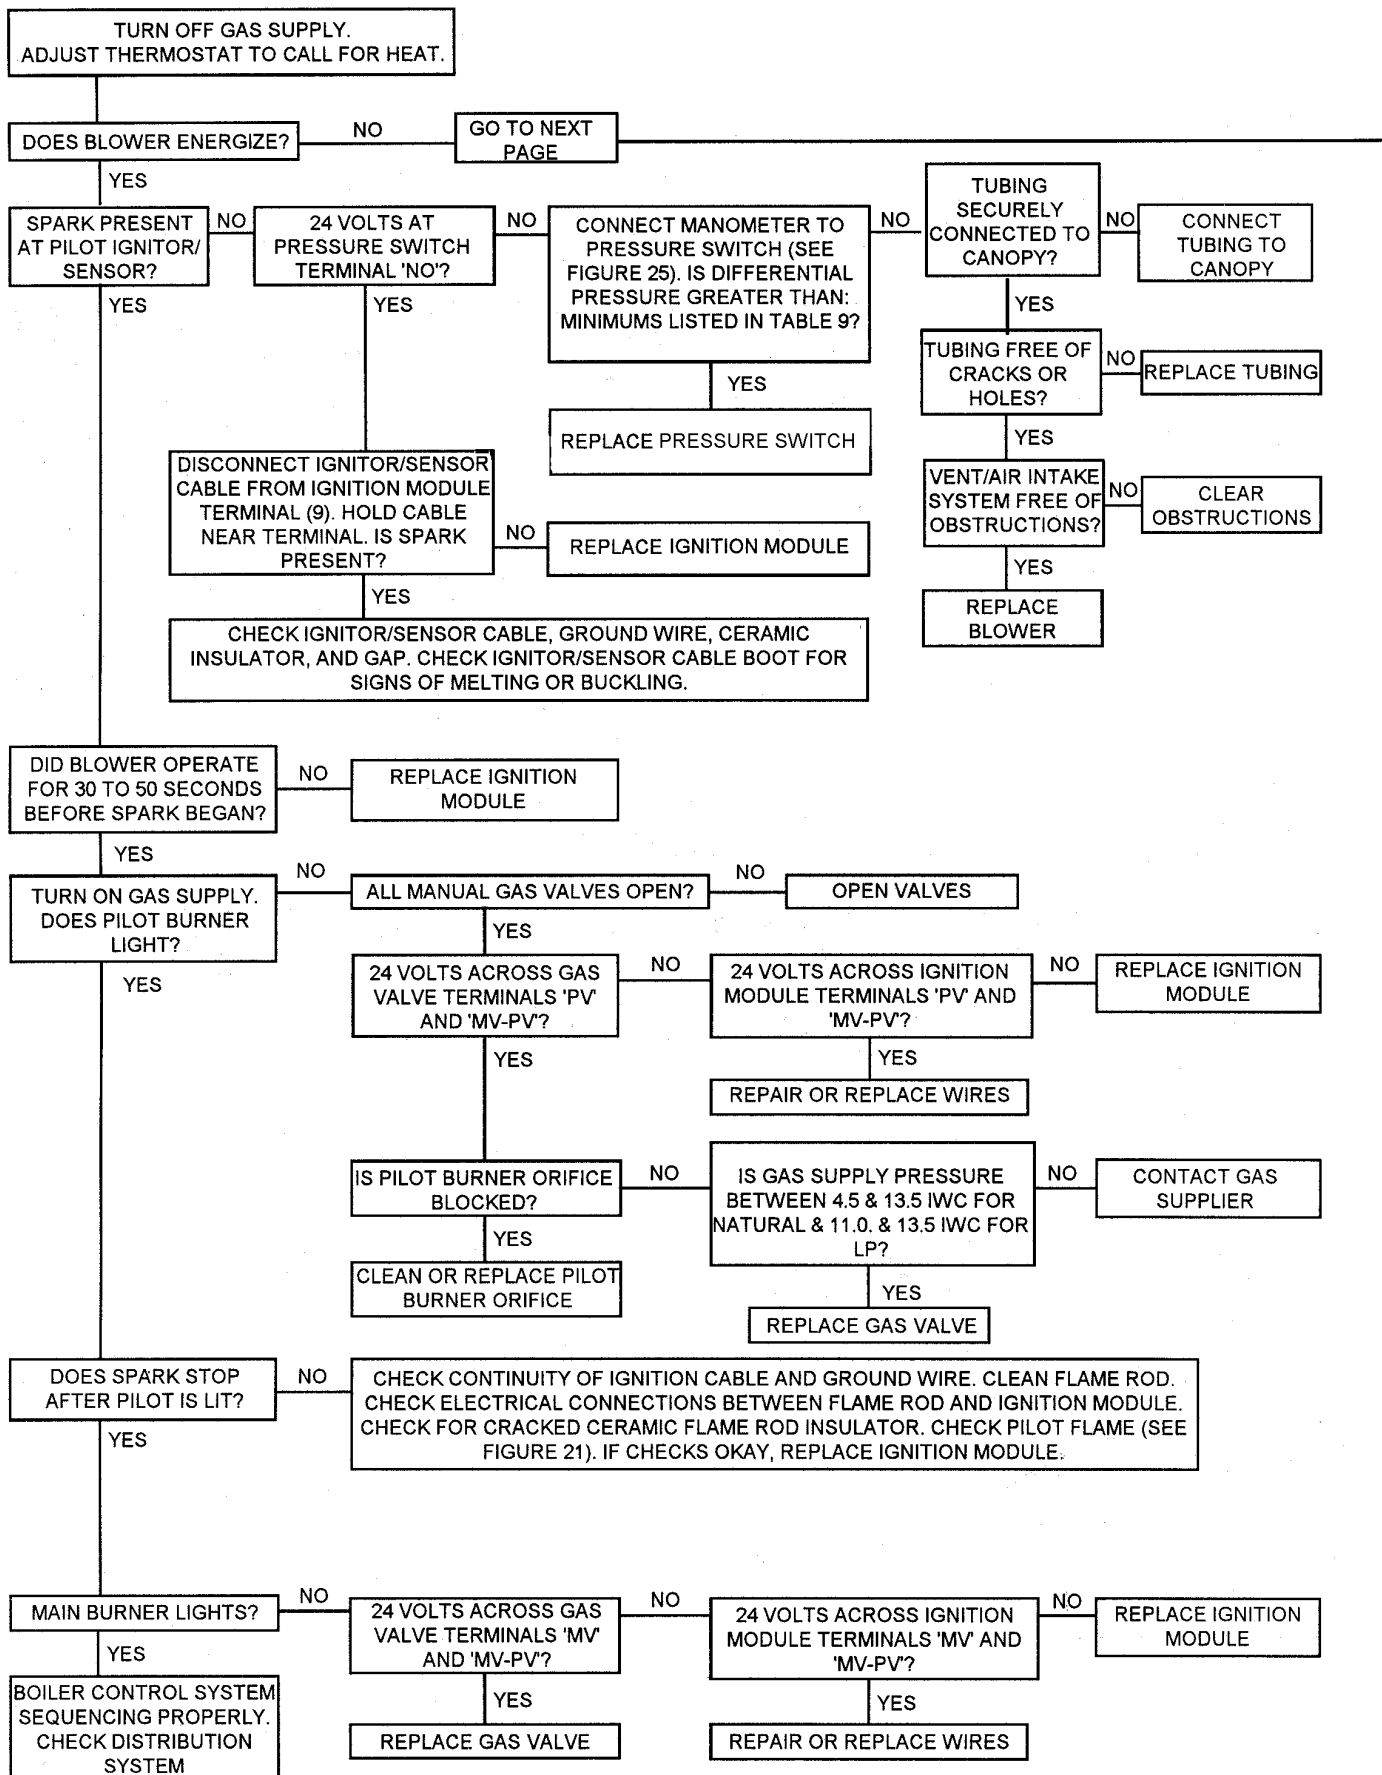 TURN OFF GAS SUPPLY.
ADJUST THERMOSTAT TO CALL FOR HEAT.
DOES BLOWER ENERGIZE?
NO
GO TO NEXT
PAGE
YES
SPARK PRESENT
AT PILOT IGNITOR/
SENSOR?
NO
24 VOLTS AT
PRESSURE SWITCH
TERMINAL 'NO'?
NO
CONNECT MANOMETER TO
PRESSURE SWITCH (SEE
FIGURE 25). IS DIFFERENTIAL
PRESSURE GREATER THAN:
MINIMUMS LISTED IN TABLE 9?
NO
TUBING
SECURELY
CONNECTED TO
CANOPY?
NO
CONNECT
TUBING TO
CANOPY
YES
YES
YES
TUBING FREE OF
CRACKS OR
HOLES?
NO
REPLACE TUBING
YES
REPLACE PRESSURE SWITCH
YES
DISCONNECT IGNITOR/SENSOR
CABLE FROM IGNITION MODULE
TERMINAL (9). HOLD CABLE
NEAR TERMINAL. IS SPARK
PRESENT?
NO
REPLACE IGNITION MODULE
VENT/AIR INTAKE
SYSTEM FREE OF
OBSTRUCTIONS?
NO
CLEAR
OBSTRUCTIONS
YES
YES
REPLACE
BLOWER
CHECK IGNITOR/SENSOR CABLE, GROUND WIRE, CERAMIC
INSULATOR, AND GAP. CHECK IGNITOR/SENSOR CABLE BOOT FOR
SIGNS OF MELTING OR BUCKLING.
DID BLOWER OPERATE
FOR 30 TO 50 SECONDS
BEFORE SPARK BEGAN?
NO
REPLACE IGNITION
MODULE
YES
TURN ON GAS SUPPLY.
DOES PILOT BURNER
LIGHT?
NO
ALL MANUAL GAS VALVES OPEN?
NO
OPEN VALVES
YES
YES
24 VOLTS ACROSS GAS
VALVE TERMINALS 'PV'
AND 'MV-PV'?
NO
24 VOLTS ACROSS IGNITION
MODULE TERMINALS 'PV' AND
'MV-PV'?
NO
REPLACE IGNITION
MODULE
YES
YES
REPAIR OR REPLACE WIRES
IS PILOT BURNER ORIFICE
BLOCKED?
NO
IS GAS SUPPLY PRESSURE
BETWEEN 4.5 & 13.5 IWC FOR
NATURAL & 11.0. & 13.5 IWC FOR
LP?
NO
CONTACT GAS
SUPPLIER
YES
CLEAN OR REPLACE PILOT
BURNER ORIFICE
YES
REPLACE GAS VALVE
DOES SPARK STOP
AFTER PILOT IS LIT?
NO
CHECK CONTINUITY OF IGNITION CABLE AND GROUND WIRE. CLEAN FLAME ROD.
CHECK ELECTRICAL CONNECTIONS BETWEEN FLAME ROD AND IGNITION MODULE.
CHECK FOR CRACKED CERAMIC FLAME ROD INSULATOR. CHECK PILOT FLAME (SEE
FIGURE 21). IF CHECKS OKAY, REPLACE IGNITION MODULE.
YES
MAIN BURNER LIGHTS?
NO
24 VOLTS ACROSS GAS
VALVE TERMINALS 'MV'
AND 'MV-PV'?
NO
24 VOLTS ACROSS IGNITION
MODULE TERMINALS 'MV' AND
'MV-PV'?
NO
REPLACE IGNITION
MODULE
YES
YES
YES
BOILER CONTROL SYSTEM
SEQUENCING PROPERLY.
CHECK DISTRIBUTION
SYSTEM
REPLACE GAS VALVE
REPAIR OR REPLACE WIRES